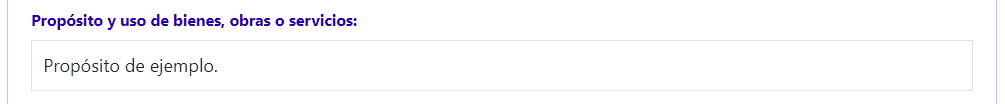 Propósito y uso de bienes, obras o servicios:
Propósito de ejemplo.